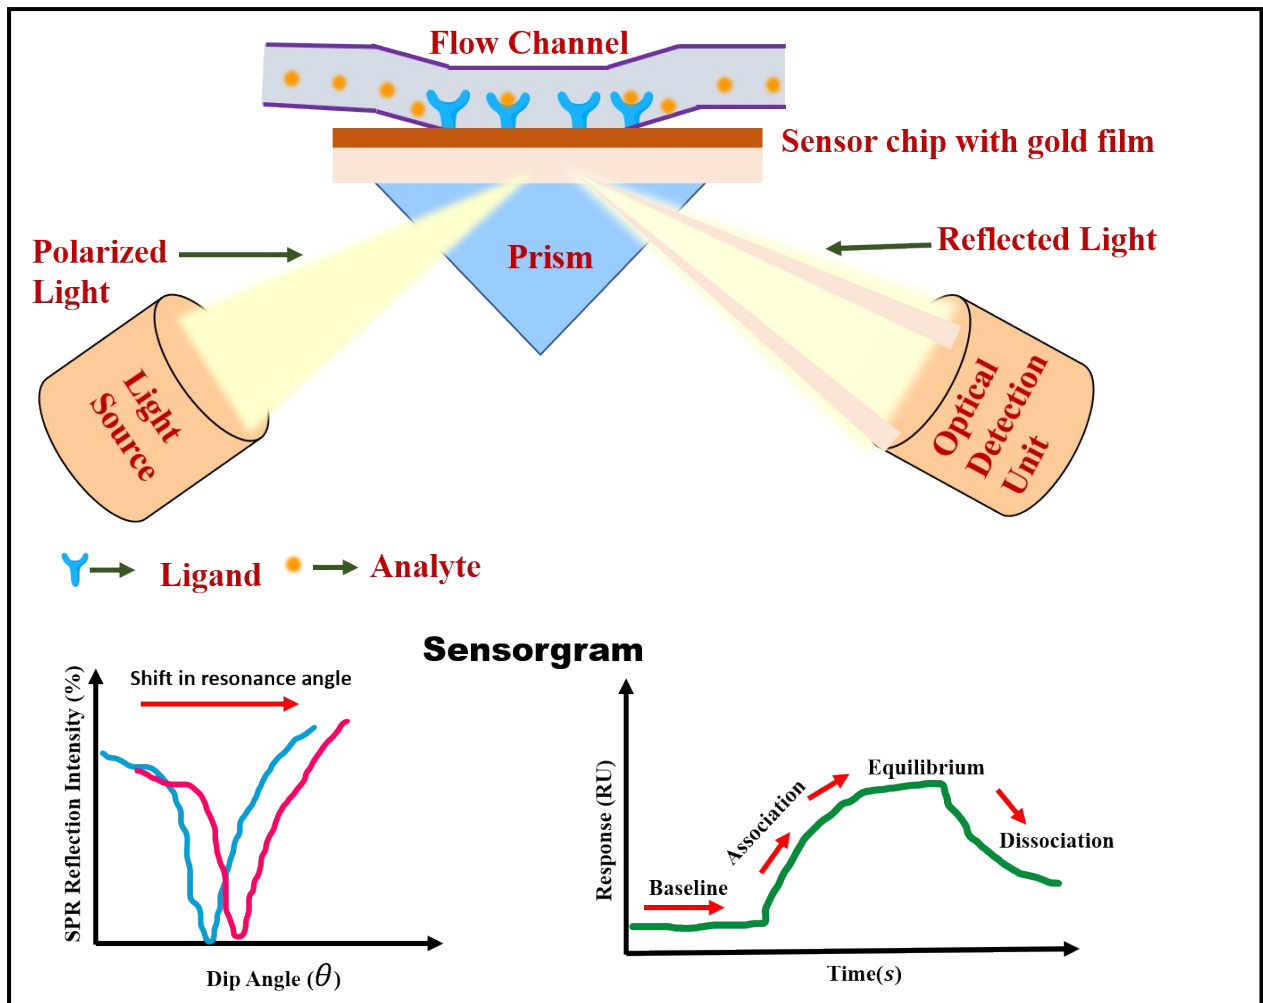 Flow Channel
Sensor chip with gold film
Polarized
Light
Reflected Light
Prism
Light
Source
Optical
Detection
Unit
Ligand
Analyte
Sensorgram
Shift in resonance angle
SPR Reflection Intensity (%)
Dip Angle (θ)
Response (RU)
Baseline
Association
Equilibrium
Dissociation
Time(s)